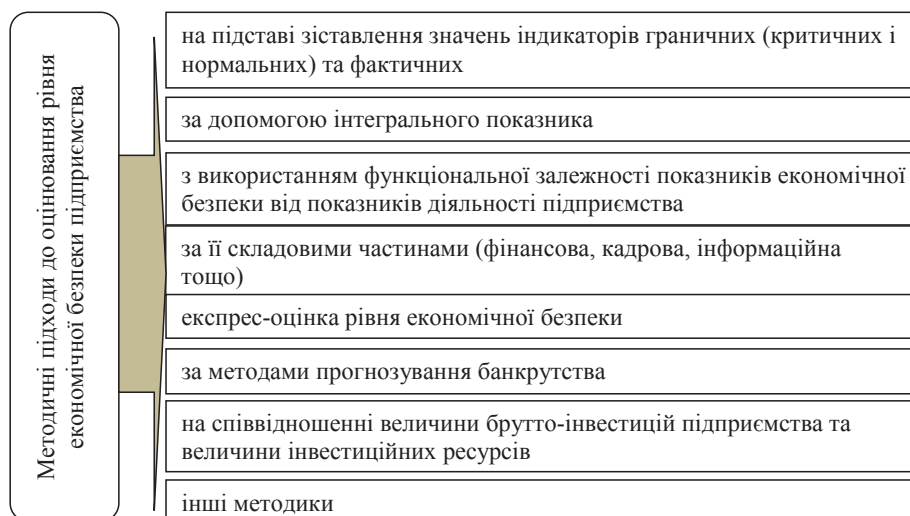 Методичні підходи до оцінювання рівня
економічної безпеки підприємства
на підставі зіставлення значень індикаторів граничних (критичних і
нормальних) та фактичних
за допомогою інтегрального показника
з використанням функціональної залежності показників економічної
безпеки від показників діяльності підприємства
за її складовими частинами (фінансова, кадрова, інформаційна
тощо)
експрес-оцінка рівня економічної безпеки
за методами прогнозування банкрутства
на співвідношенні величини брутто-інвестицій підприємства та
величини інвестиційних ресурсів
інші методики